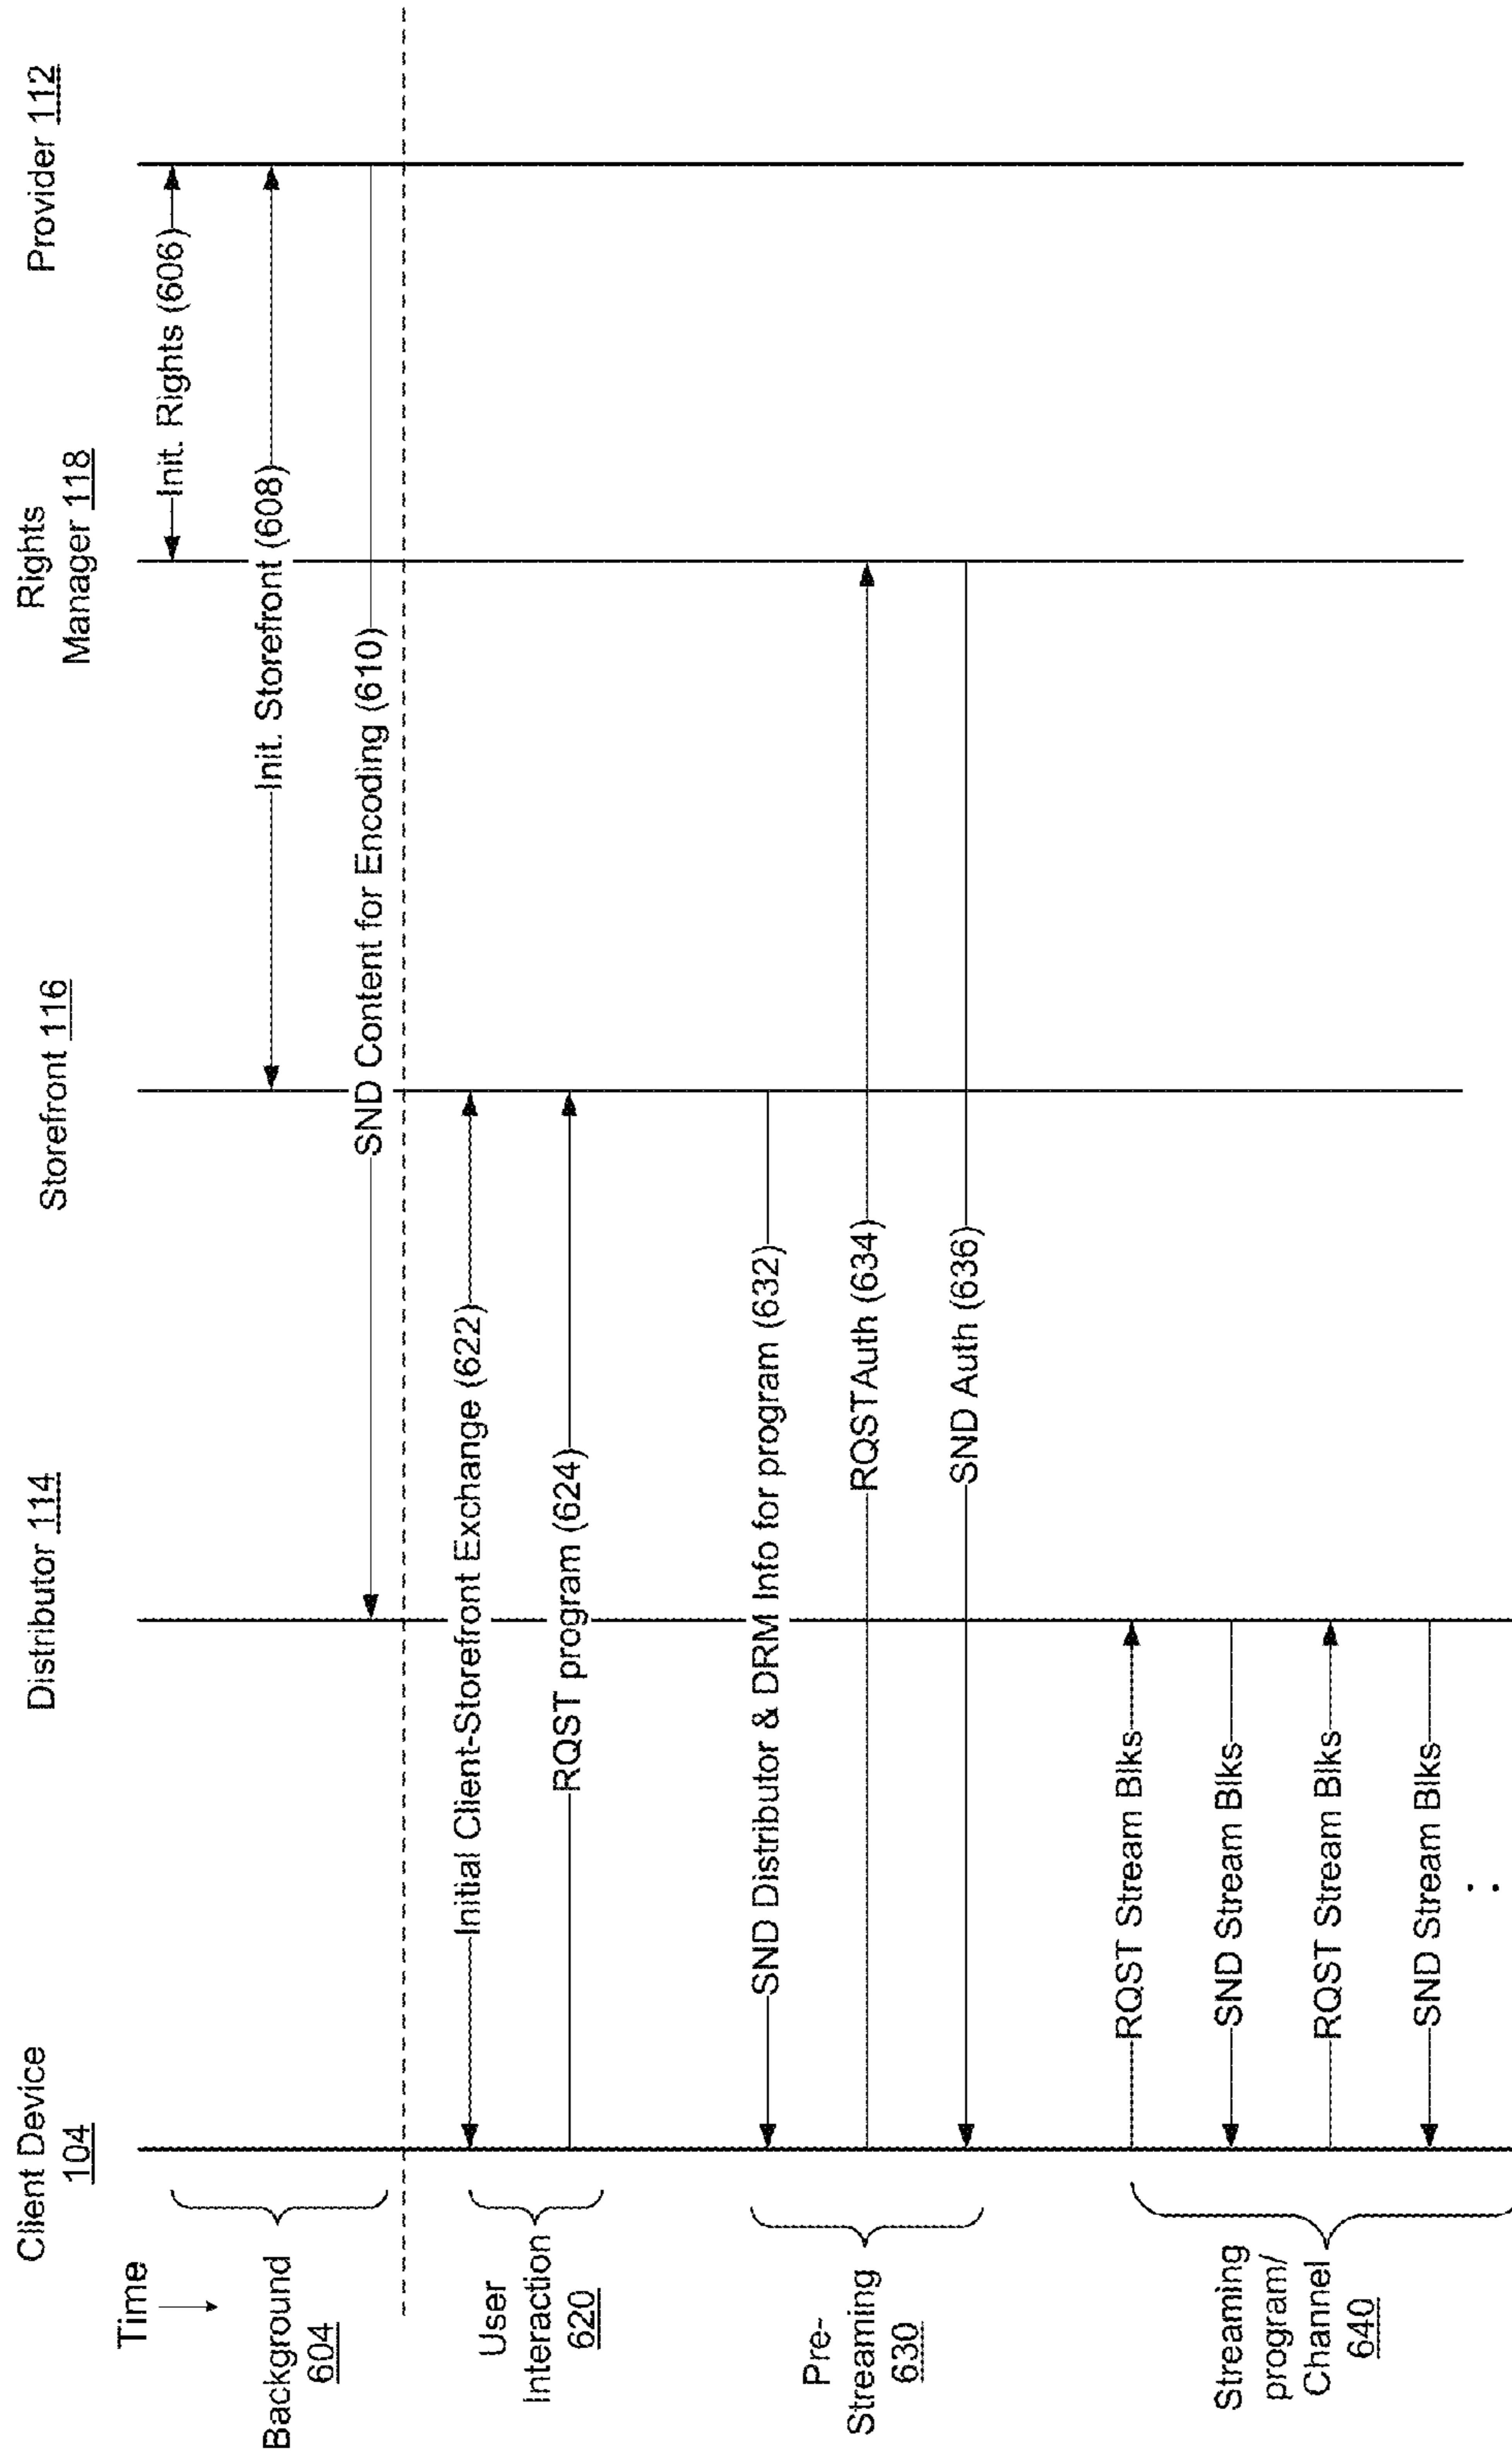 Client Device
104
Distributor 114
Storefront 116
Rights
Manager 118
Provider 112
Time
Background
604
Init. Rights (606)
Init. Storefront (608)
SND Content for Encoding (610)
User
Interaction
620
Initial Client-Storefront Exchange (622)
RQST program (624)
Pre-
Streaming
630
SND Distributor & DRM Info for program (632)
RQSTAuth (634)
SND Auth (636)
Streaming
program/
Channel
640
RQST Stream Blks
SND Stream Blks
RQST Stream Blks
SND Stream Blks